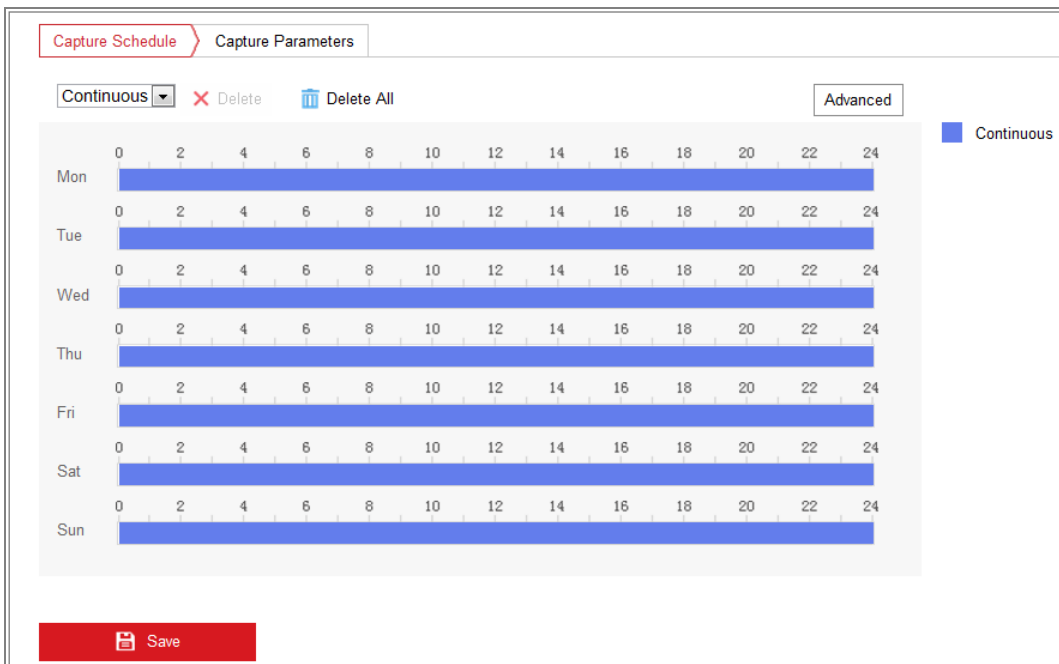 Capture Schedule Capture Parameters
Continuous Delete Delete All Advanced
Continuous
0 2 4 6 8 10 12 14 16 18 20 22 24
Mon
0 2 4 6 8 10 12 14 16 18 20 22 24
Tue
0 2 4 6 8 10 12 14 16 18 20 22 24
Wed
0 2 4 6 8 10 12 14 16 18 20 22 24
Thu
0 2 4 6 8 10 12 14 16 18 20 22 24
Fri
0 2 4 6 8 10 12 14 16 18 20 22 24
Sat
0 2 4 6 8 10 12 14 16 18 20 22 24
Sun
Save